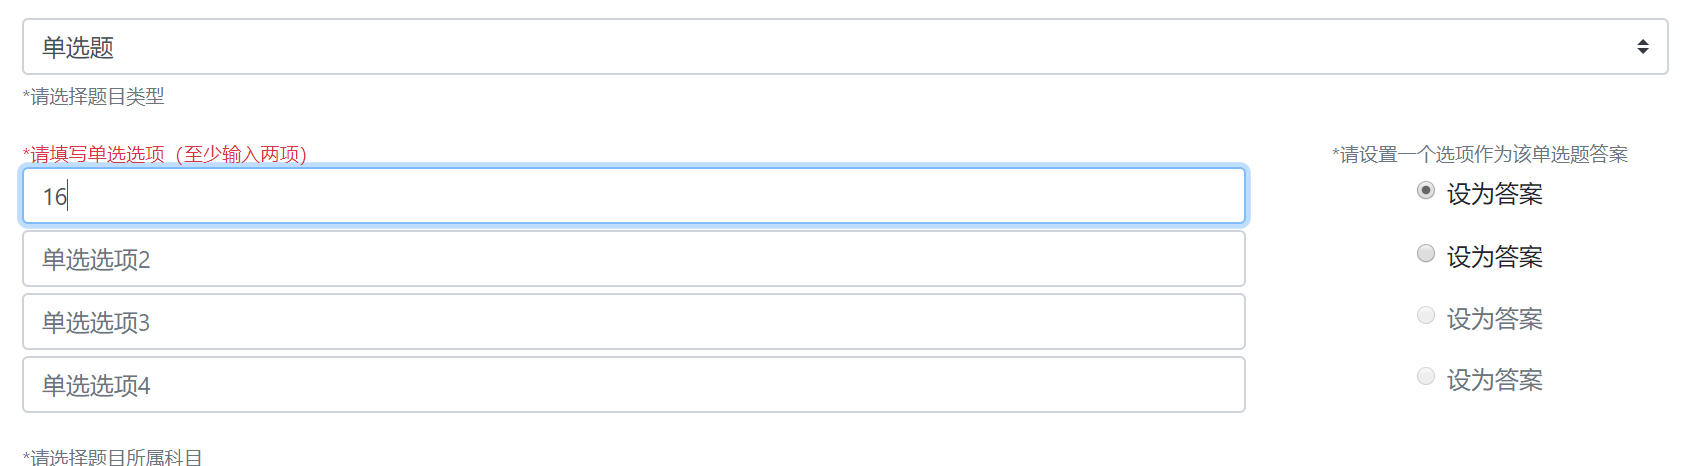 单选题
*请选择题目类型
*请填写单选选项（至少输入两项）
*请设置一个选项作为该单选题答案
16
设为答案
单选选项2
设为答案
单选选项3
设为答案
单选选项4
设为答案
*请选择题目所属科目